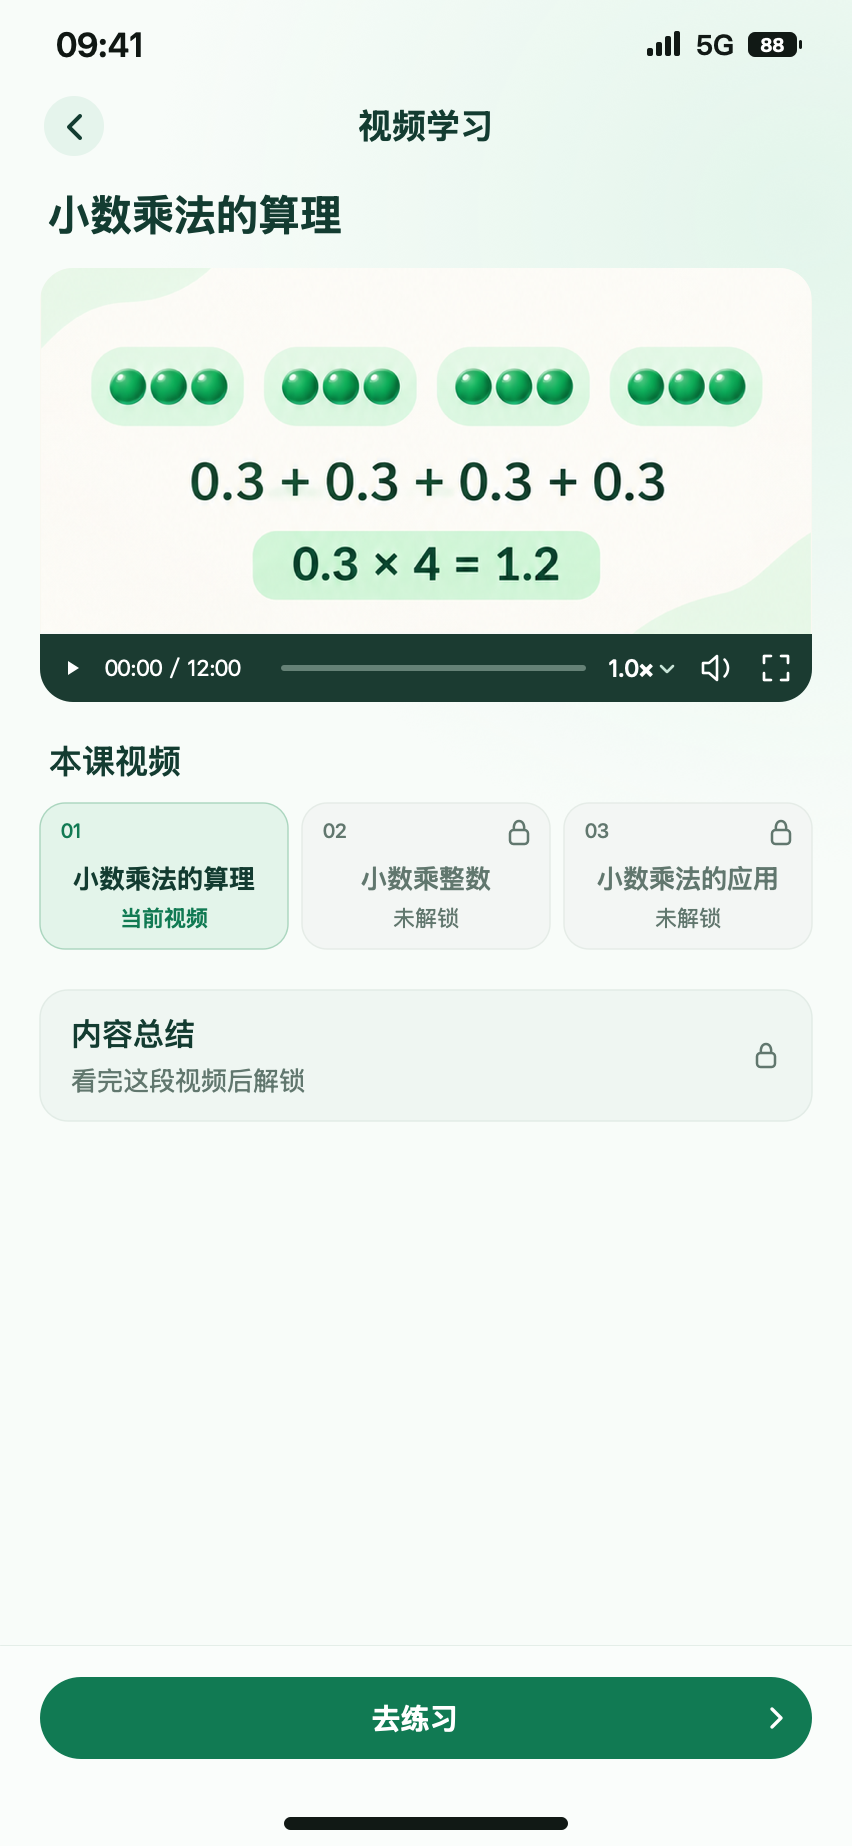 09:41 5G 88
视频学习
小数乘法的算理
0.3 + 0.3 + 0.3 + 0.3
0.3 × 4 = 1.2
00:00 / 12:00 1.0×
本课视频
01
小数乘法的算理
当前视频
02
小数乘整数
未解锁
03
小数乘法的应用
未解锁
内容总结
看完这段视频后解锁
去练习